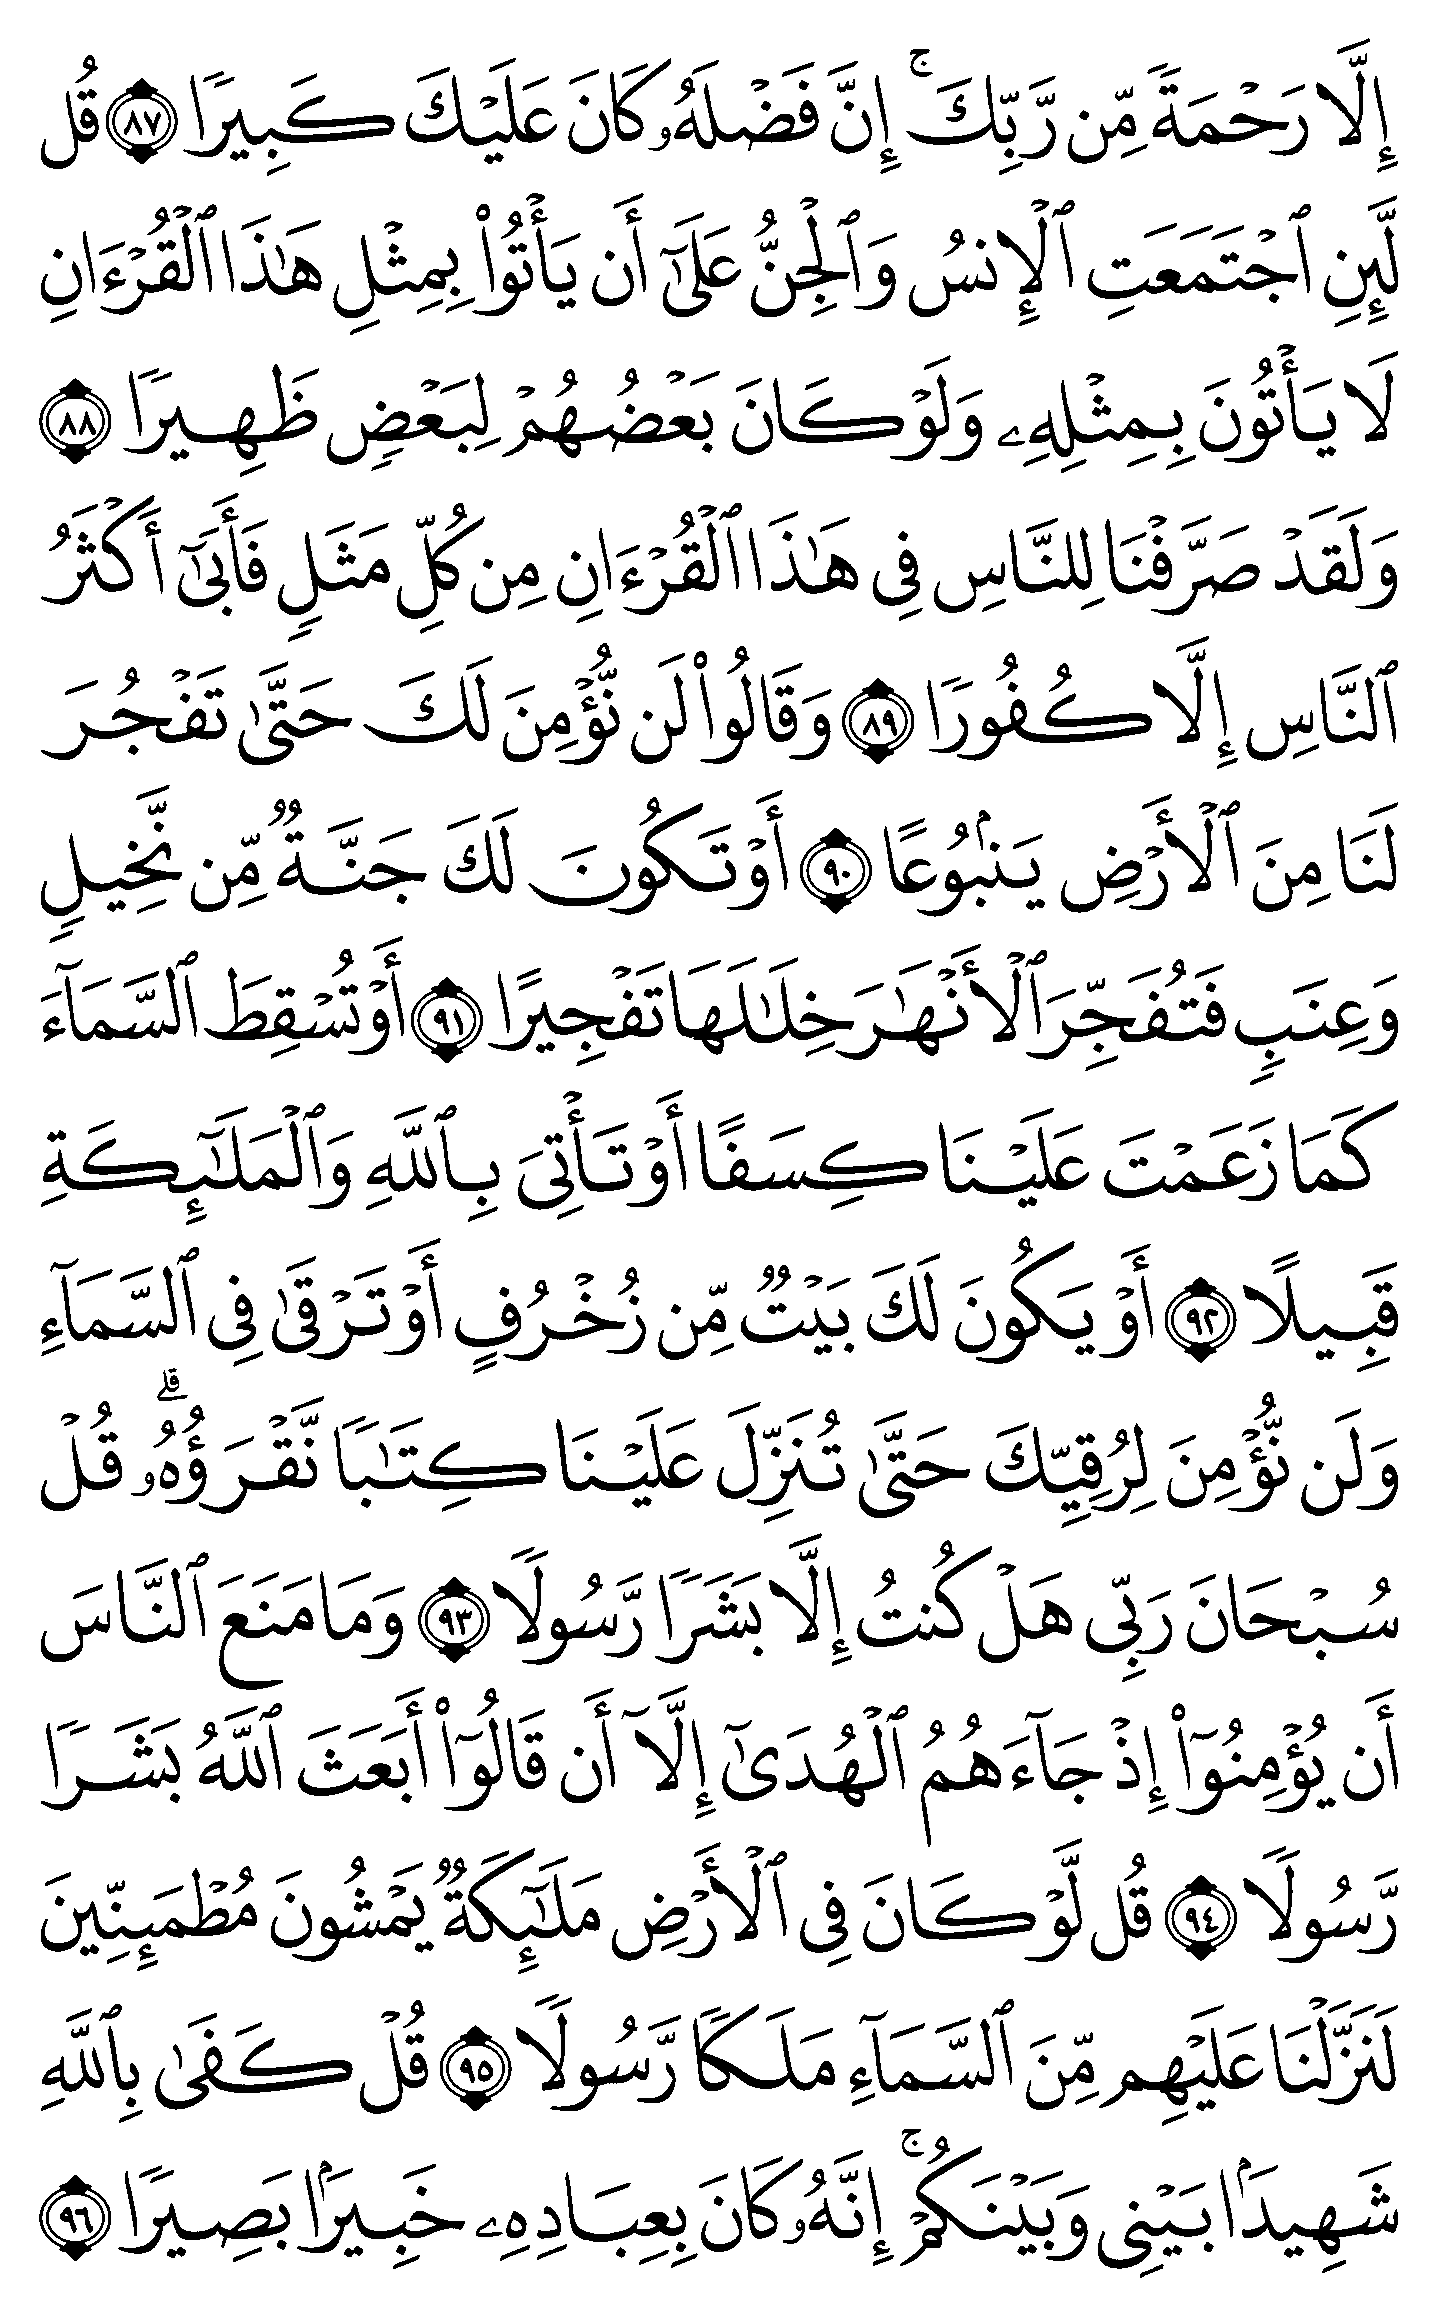 إِلَّا رَحْمَةً مِّن رَّبِّكَ ۚ إِنَّ فَضْلَهُۥ كَانَ عَلَيْكَ كَبِيرًا ٨٧ قُل
لَّئِنِ ٱجْتَمَعَتِ ٱلْإِنسُ وَٱلْجِنُّ عَلَىٰٓ أَن يَأْتُوا۟ بِمِثْلِ هَٰذَا ٱلْقُرْءَانِ
لَا يَأْتُونَ بِمِثْلِهِۦ وَلَوْ كَانَ بَعْضُهُمْ لِبَعْضٍ ظَهِيرًا ٨٨
وَلَقَدْ صَرَّفْنَا لِلنَّاسِ فِى هَٰذَا ٱلْقُرْءَانِ مِن كُلِّ مَثَلٍ فَأَبَىٰٓ أَكْثَرُ
ٱلنَّاسِ إِلَّا كُفُورًا ٨٩ وَقَالُوا۟ لَن نُّؤْمِنَ لَكَ حَتَّىٰ تَفْجُرَ
لَنَا مِنَ ٱلْأَرْضِ يَنۢبُوعًا ٩٠ أَوْ تَكُونَ لَكَ جَنَّةٌ مِّن نَّخِيلٍ
وَعِنَبٍ فَتُفَجِّرَ ٱلْأَنْهَٰرَ خِلَٰلَهَا تَفْجِيرًا ٩١ أَوْ تُسْقِطَ ٱلسَّمَآءَ
كَمَا زَعَمْتَ عَلَيْنَا كِسَفًا أَوْ تَأْتِىَ بِٱللَّهِ وَٱلْمَلَٰٓئِكَةِ
قَبِيلًا ٩٢ أَوْ يَكُونَ لَكَ بَيْتٌ مِّن زُخْرُفٍ أَوْ تَرْقَىٰ فِى ٱلسَّمَآءِ
وَلَن نُّؤْمِنَ لِرُقِيِّكَ حَتَّىٰ تُنَزِّلَ عَلَيْنَا كِتَٰبًا نَّقْرَؤُهُۥ ۗ قُلْ
سُبْحَانَ رَبِّى هَلْ كُنتُ إِلَّا بَشَرًا رَّسُولًا ٩٣ وَمَا مَنَعَ ٱلنَّاسَ
أَن يُؤْمِنُوٓا۟ إِذْ جَآءَهُمُ ٱلْهُدَىٰٓ إِلَّآ أَن قَالُوٓا۟ أَبَعَثَ ٱللَّهُ بَشَرًا
رَّسُولًا ٩٤ قُل لَّوْ كَانَ فِى ٱلْأَرْضِ مَلَٰٓئِكَةٌ يَمْشُونَ مُطْمَئِنِّينَ
لَنَزَّلْنَا عَلَيْهِم مِّنَ ٱلسَّمَآءِ مَلَكًا رَّسُولًا ٩٥ قُلْ كَفَىٰ بِٱللَّهِ
شَهِيدًۢا بَيْنِى وَبَيْنَكُمْ ۚ إِنَّهُۥ كَانَ بِعِبَادِهِۦ خَبِيرًۢا بَصِيرًا ٩٦